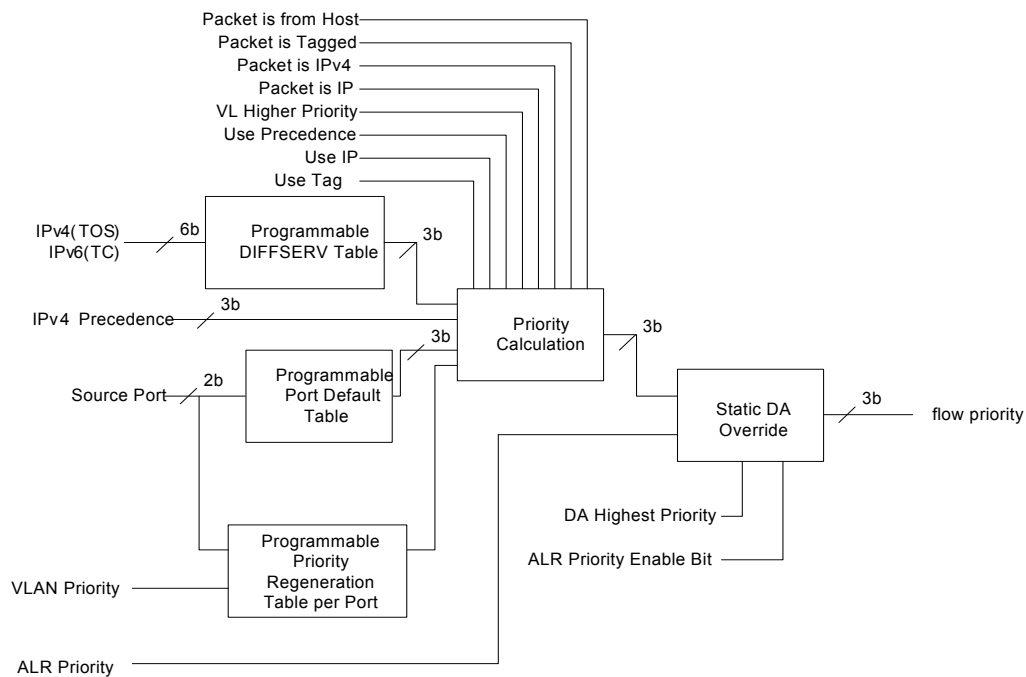 Packet is from Host
Packet is Tagged
Packet is IPv4
Packet is IP
VL Higher Priority
Use Precedence
Use IP
Use Tag
IPv4(TOS)
IPv6(TC)
6b
Programmable
DIFFSERV Table
3b
IPv4 Precedence
3b
Priority
Calculation
3b
Source Port
2b
Programmable
Port Default
Table
3b
Static DA
Override
3b
flow priority
DA Highest Priority
ALR Priority Enable Bit
VLAN Priority
Programmable
Priority
Regeneration
Table per Port
ALR Priority